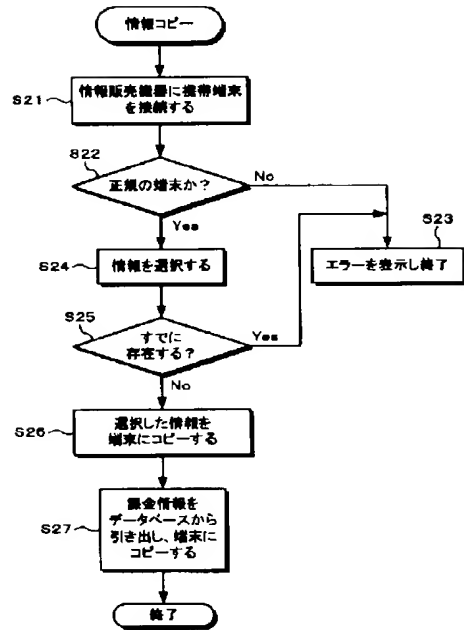 情報コピー
S21
情報販売機器に携帯端末
を接続する
S22
正規の端末か?
No
Yes
S23
エラーを表示し終了
S24
情報を選択する
S25
すでに
存在する?
Yes
No
S26
選択した情報を
端末にコピーする
S27
課金情報を
データベースから
引き出し、端末に
コピーする
終了